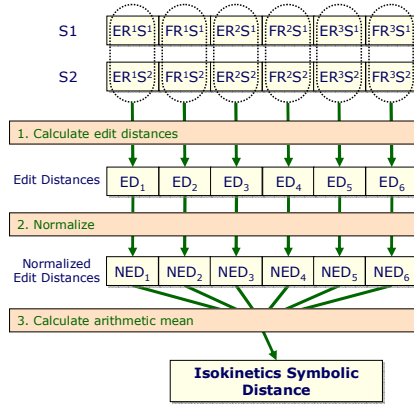 S1 ER¹S¹ FR¹S¹ ER²S¹ FR²S¹ ER³S¹ FR³S¹
S2 ER¹S² FR¹S² ER²S² FR²S² ER³S² FR³S²
1. Calculate edit distances
Edit Distances ED₁ ED₂ ED₃ ED₄ ED₅ ED₆
2. Normalize
Normalized
Edit Distances NED₁ NED₂ NED₃ NED₄ NED₅ NED₆
3. Calculate arithmetic mean
Isokinetics Symbolic
Distance